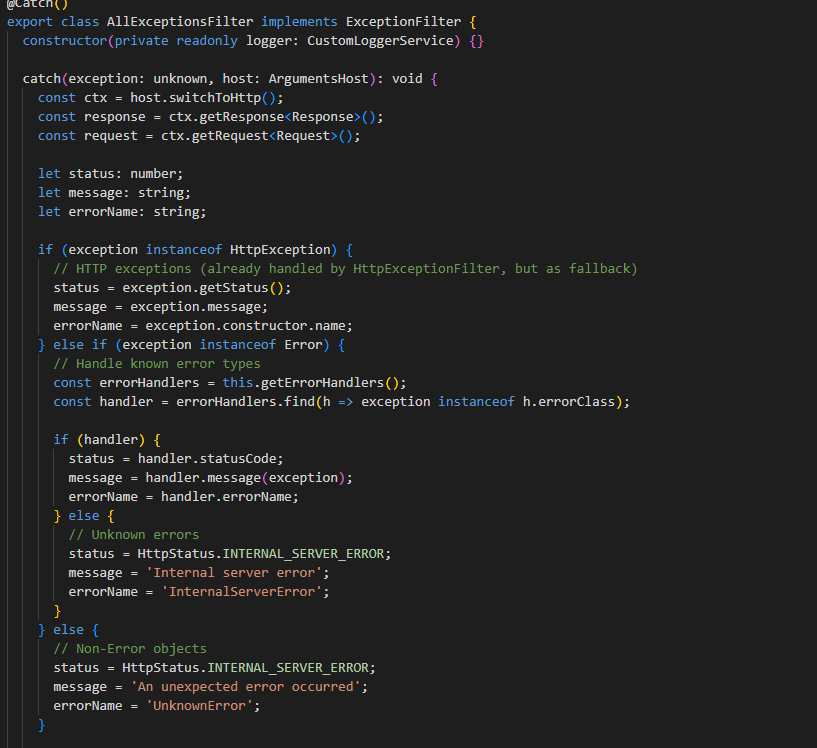 @Catch()
export class AllExceptionsFilter implements ExceptionFilter {
  constructor(private readonly logger: CustomLoggerService) {}

  catch(exception: unknown, host: ArgumentsHost): void {
    const ctx = host.switchToHttp();
    const response = ctx.getResponse<Response>();
    const request = ctx.getRequest<Request>();

    let status: number;
    let message: string;
    let errorName: string;

    if (exception instanceof HttpException) {
      // HTTP exceptions (already handled by HttpExceptionFilter, but as fallback)
      status = exception.getStatus();
      message = exception.message;
      errorName = exception.constructor.name;
    } else if (exception instanceof Error) {
      // Handle known error types
      const errorHandlers = this.getErrorHandlers();
      const handler = errorHandlers.find(h => exception instanceof h.errorClass);

      if (handler) {
        status = handler.statusCode;
        message = handler.message(exception);
        errorName = handler.errorName;
      } else {
        // Unknown errors
        status = HttpStatus.INTERNAL_SERVER_ERROR;
        message = 'Internal server error';
        errorName = 'InternalServerError';
      }
    } else {
      // Non-Error objects
      status = HttpStatus.INTERNAL_SERVER_ERROR;
      message = 'An unexpected error occurred';
      errorName = 'UnknownError';
    }